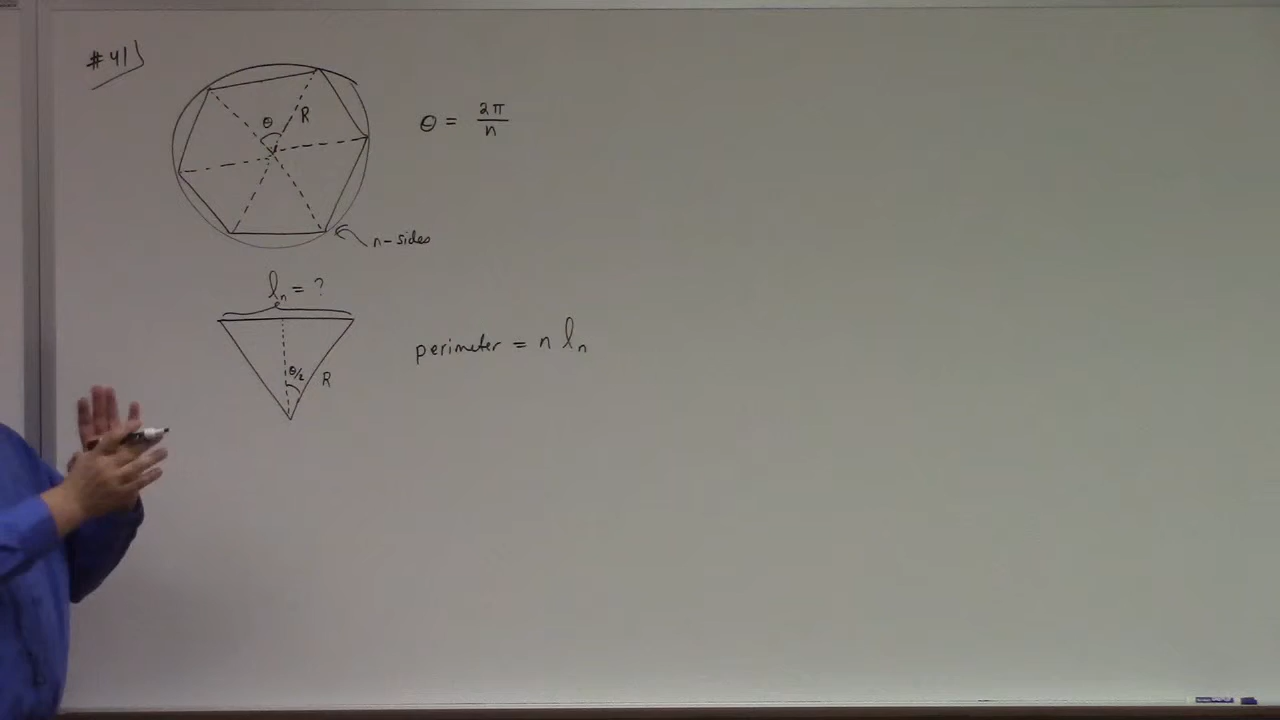 #41)
θ
R
θ = 2π/n
n-sides
lₙ = ?
θ/2
R
perimeter = n lₙ